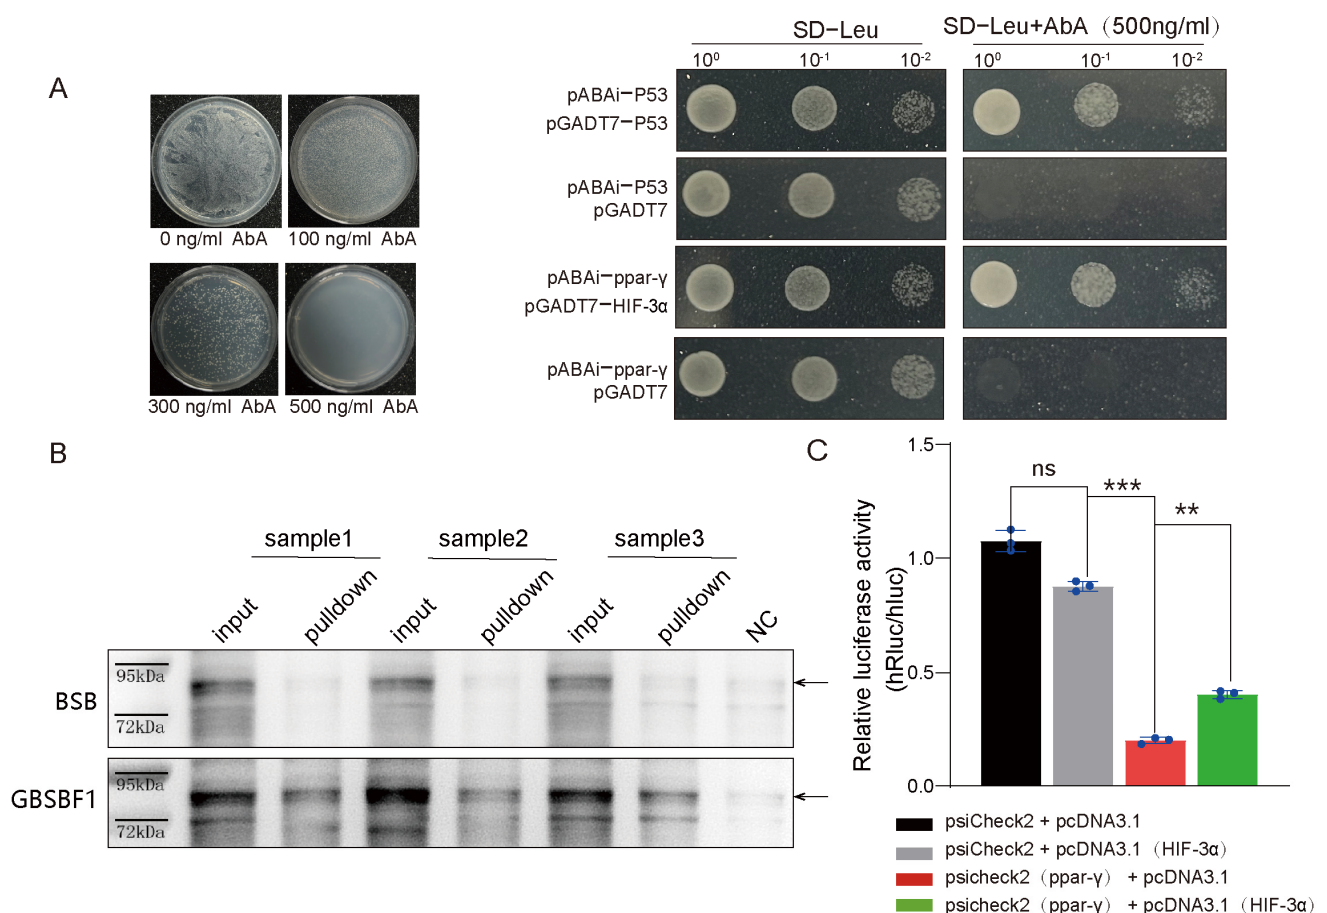 A
0 ng/ml AbA
100 ng/ml AbA
300 ng/ml AbA
500 ng/ml AbA
SD−Leu
SD−Leu+AbA（500ng/ml）
10⁰ 10⁻¹ 10⁻²
10⁰ 10⁻¹ 10⁻²
pABAi−P53
pGADT7−P53
pABAi−P53
pGADT7
pABAi−ppar-γ
pGADT7−HIF-3α
pABAi−ppar-γ
pGADT7
B
sample1
sample2
sample3
input
pulldown
input
pulldown
input
pulldown
NC
BSB
95kDa
72kDa
GBSBF1
95kDa
72kDa
C
Relative luciferase activity
(hRluc/hluc)
1.5
1.0
0.5
0.0
ns
***
**
psiCheck2 + pcDNA3.1
psiCheck2 + pcDNA3.1（HIF-3α）
psicheck2（ppar-γ） + pcDNA3.1
psicheck2（ppar-γ） + pcDNA3.1（HIF-3α）